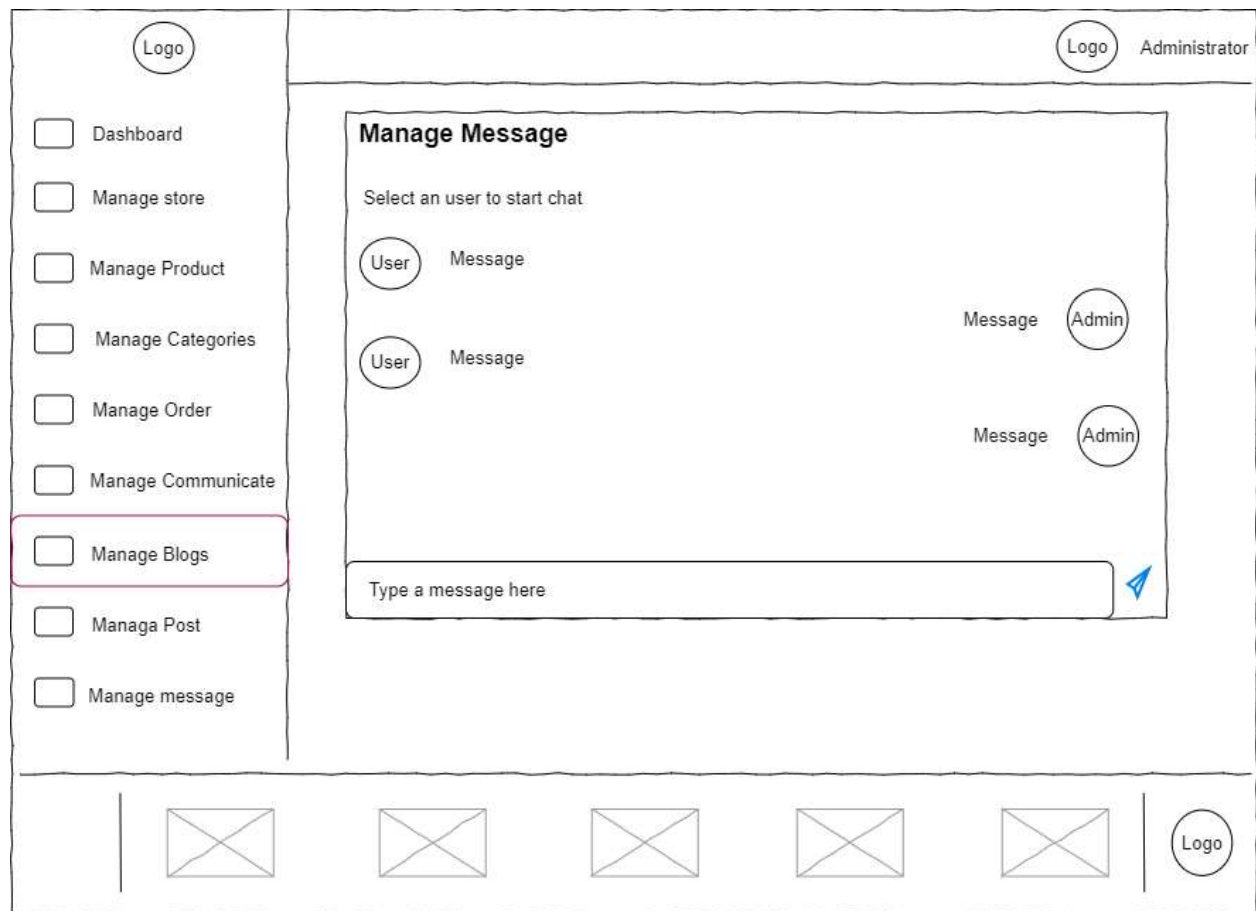 Logo
Logo
Administrator
Dashboard
Manage store
Manage Product
Manage Categories
Manage Order
Manage Communicate
Manage Blogs
Managa Post
Manage message
Manage Message
Select an user to start chat
User
Message
Message
Admin
User
Message
Message
Admin
Type a message here
Logo